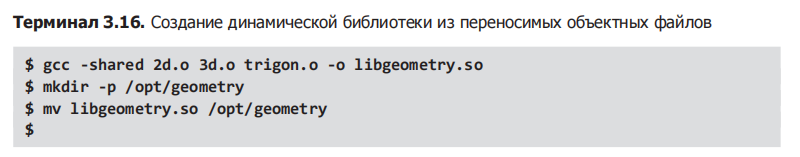 Терминал 3.16. Создание динамической библиотеки из переносимых объектных файлов
$ gcc -shared 2d.o 3d.o trigon.o -o libgeometry.so
$ mkdir -p /opt/geometry
$ mv libgeometry.so /opt/geometry
$